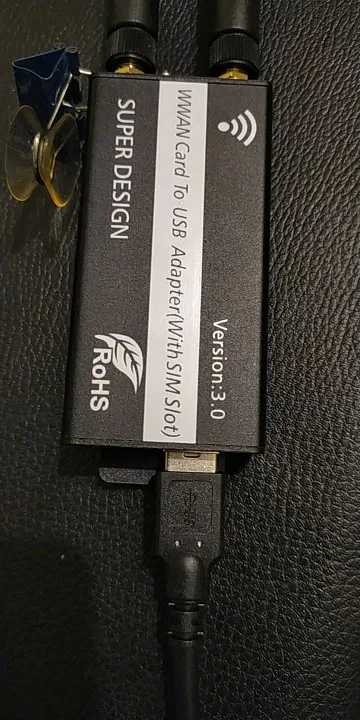 SUPER DESIGN
RoHS
WWAN Card To USB Adapter(With SIM Slot)
Version:3.0